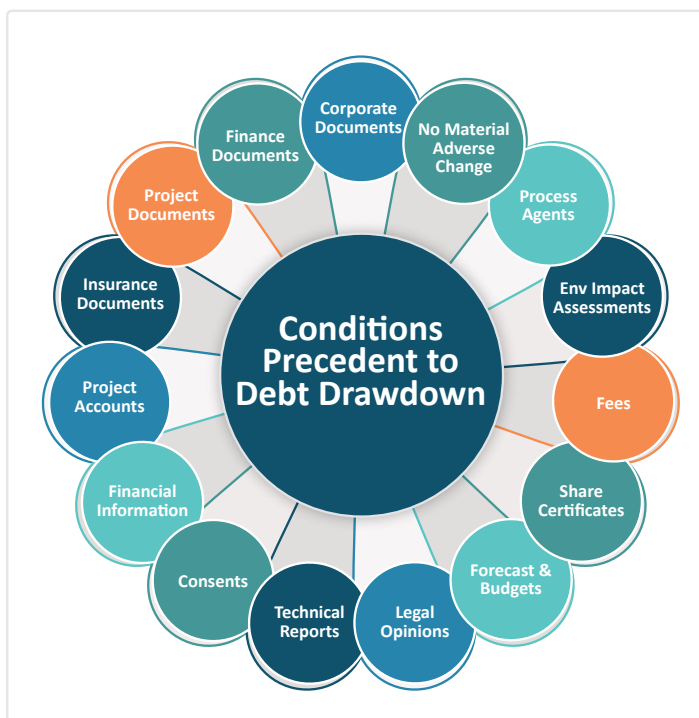 Conditions
Precedent to
Debt Drawdown
Corporate
Documents
No Material
Adverse
Change
Process
Agents
Env Impact
Assessments
Fees
Share
Certificates
Forecast &
Budgets
Legal
Opinions
Technical
Reports
Consents
Financial
Information
Project
Accounts
Insurance
Documents
Project
Documents
Finance
Documents